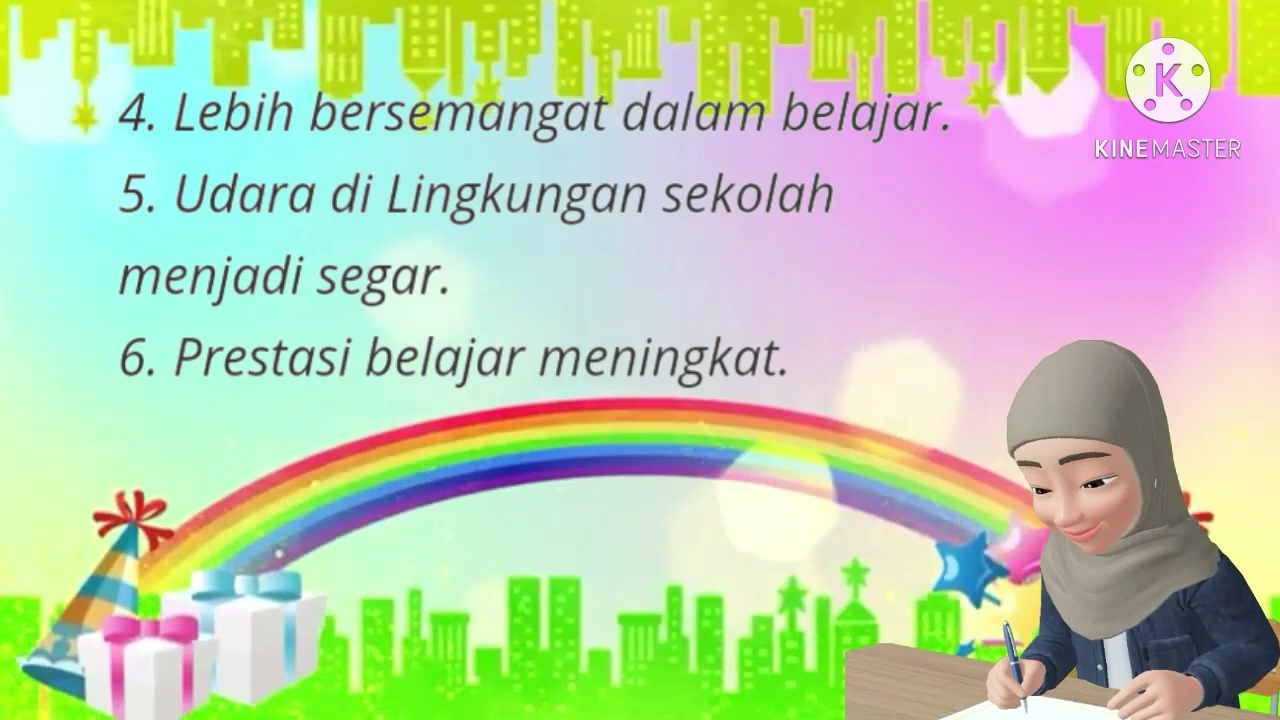 4. Lebih bersemangat dalam belajar.
5. Udara di Lingkungan sekolah
menjadi segar.
6. Prestasi belajar meningkat.
K
KINEMASTER